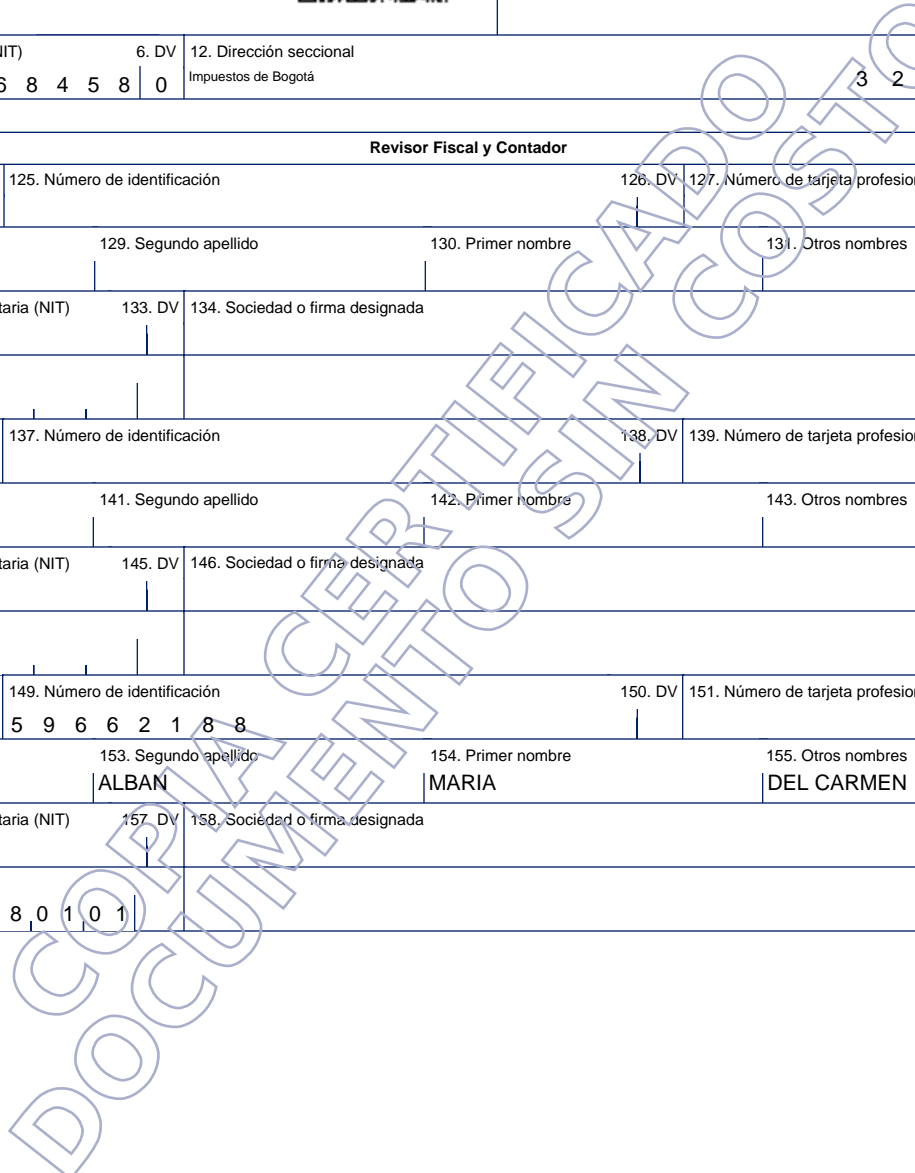 IT) 6. DV 12. Dirección seccional
6 8 4 5 8 0 Impuestos de Bogotá 3 2
Revisor Fiscal y Contador
125. Número de identificación 126. DV 127. Número de tarjeta profesion
129. Segundo apellido 130. Primer nombre 131. Otros nombres
taria (NIT) 133. DV 134. Sociedad o firma designada
137. Número de identificación 138. DV 139. Número de tarjeta profesion
141. Segundo apellido 142. Primer nombre 143. Otros nombres
taria (NIT) 145. DV 146. Sociedad o firma designada
149. Número de identificación 150. DV 151. Número de tarjeta profesion
5 9 6 6 2 1 8 8
153. Segundo apellido 154. Primer nombre 155. Otros nombres
ALBAN MARIA DEL CARMEN
taria (NIT) 157. DV 158. Sociedad o firma designada
8 0 1 0 1
COPIA CERTIFICADO
DOCUMENTO SIN COSTO